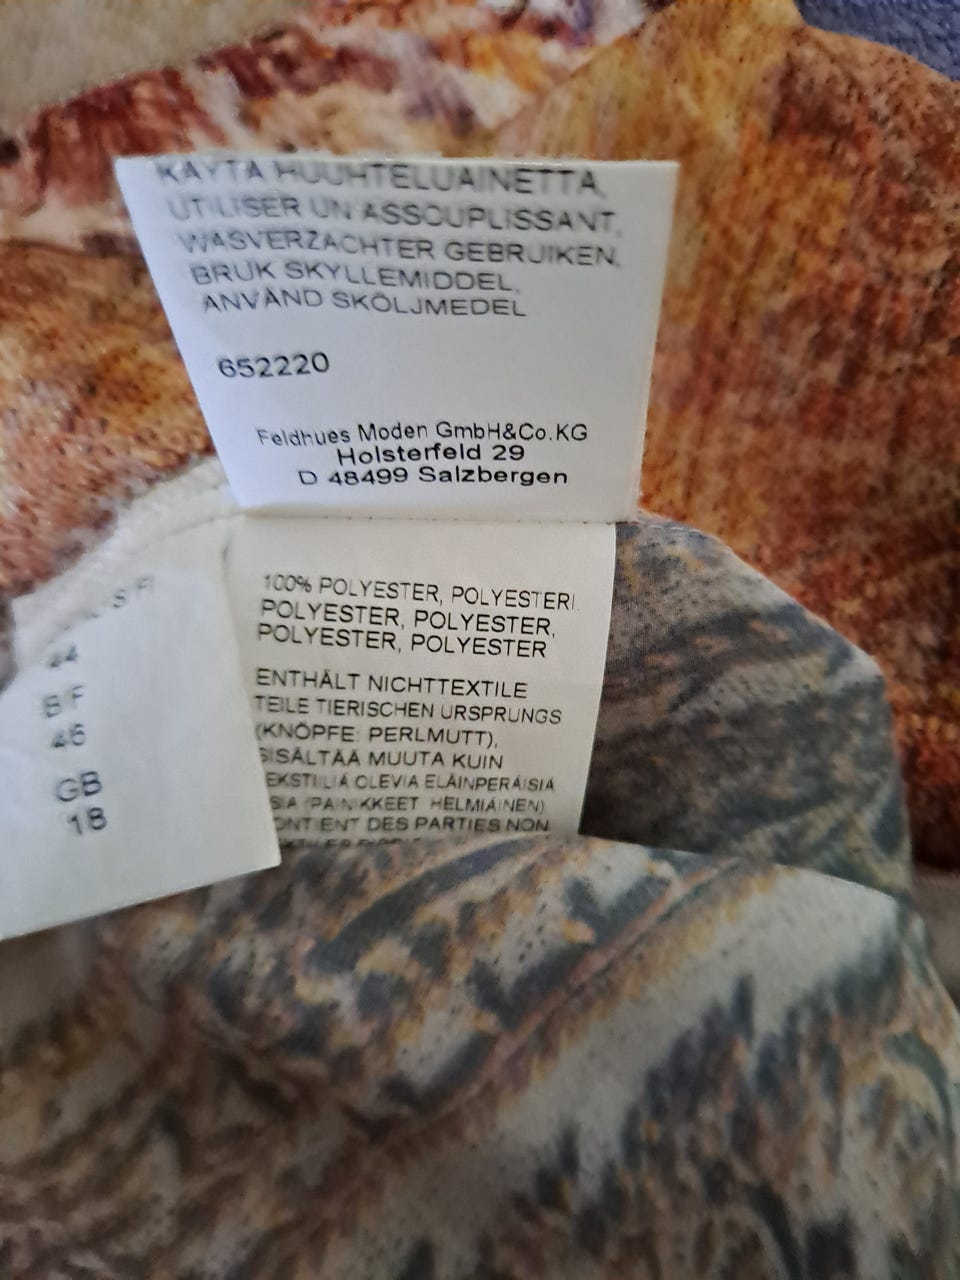 KÄYTÄ HUUHTELUAINETTA,
UTILISER UN ASSOUPLISSANT,
WASVERZACHTER GEBRUIKEN,
BRUK SKYLLEMIDDEL,
ANVÄND SKÖLJMEDEL
652220
Feldhues Moden GmbH&Co.KG
Holsterfeld 29
D 48499 Salzbergen
100% POLYESTER, POLYESTERI,
POLYESTER, POLYESTER,
POLYESTER, POLYESTER
ENTHÄLT NICHTTEXTILE
TEILE TIERISCHEN URSPRUNGS
(KNÖPFE: PERLMUTT),
SISÄLTÄÄ MUUTA KUIN
TEKSTIILIÄ OLEVIA ELÄINPERÄISIÄ
(PAINIKKEET HELMIÄINEN)
CONTIENT DES PARTIES NON
44
B/F
46
GB
18